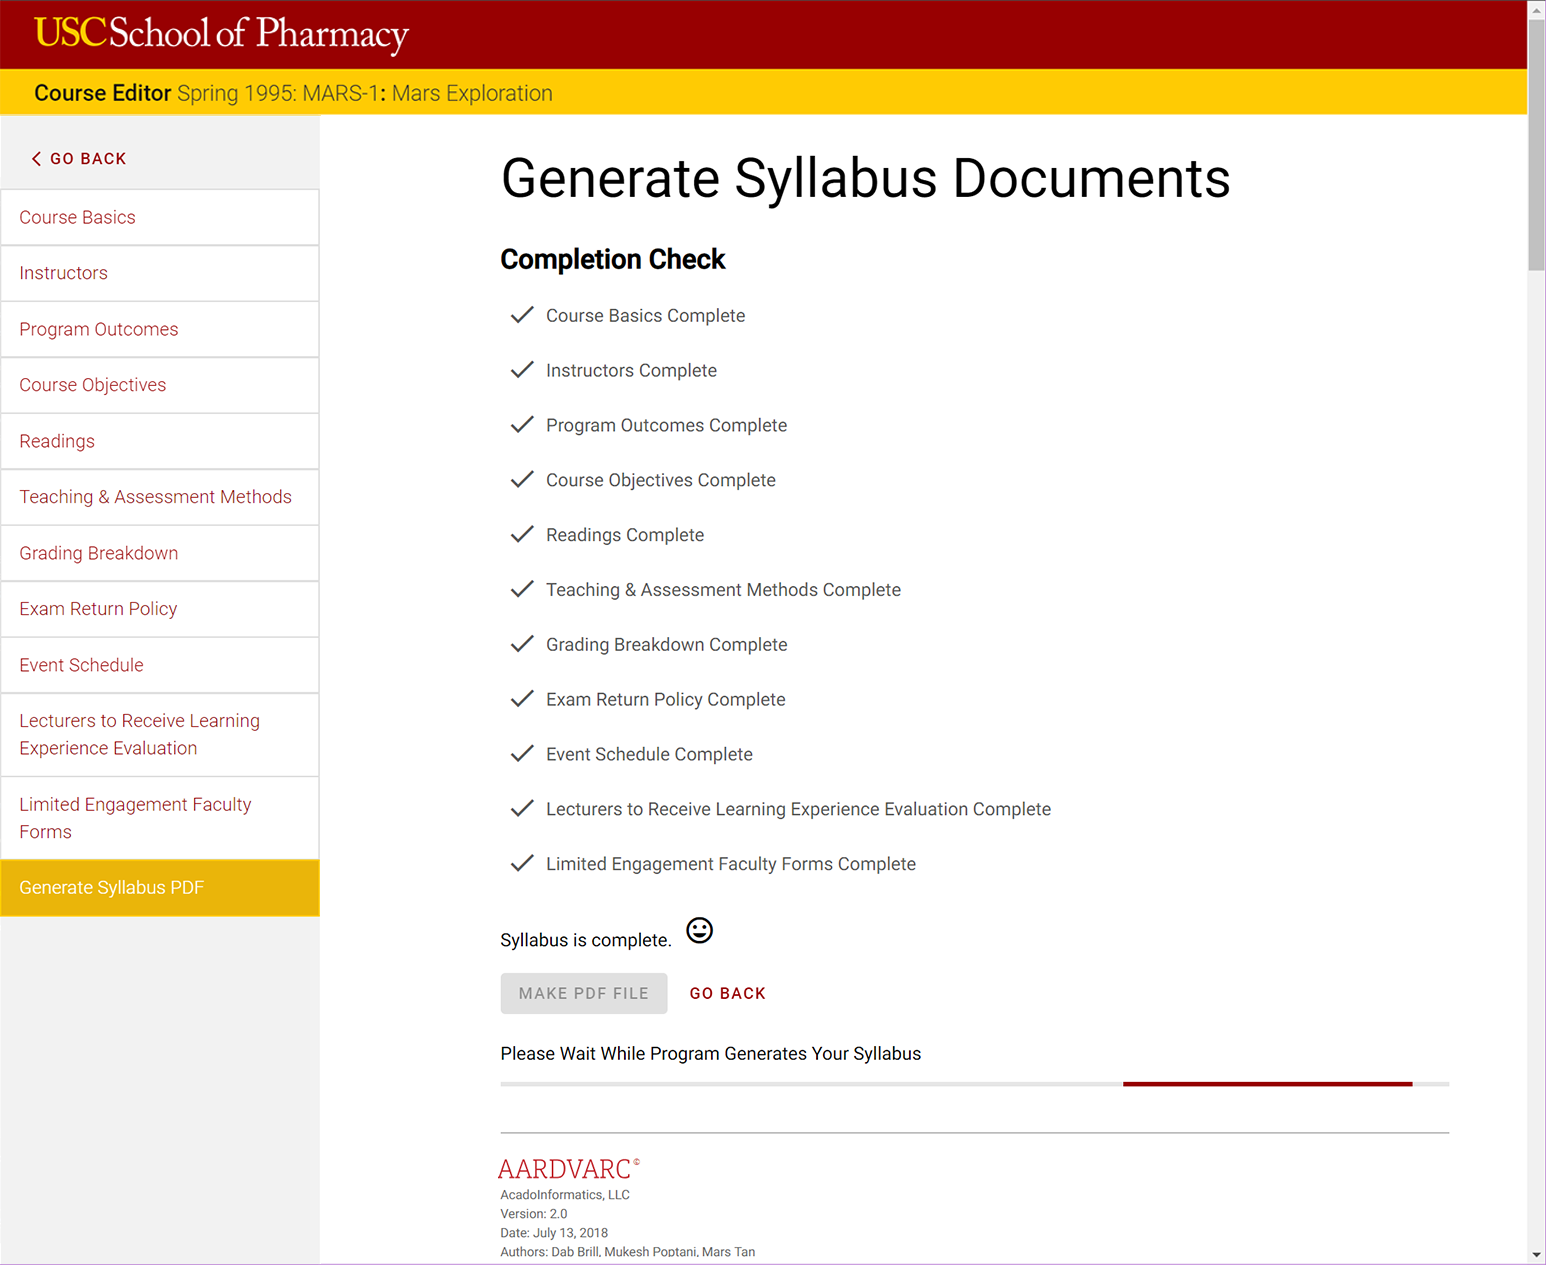 USC School of Pharmacy
Course Editor Spring 1995: MARS-1: Mars Exploration
GO BACK
Course Basics
Instructors
Program Outcomes
Course Objectives
Readings
Teaching & Assessment Methods
Grading Breakdown
Exam Return Policy
Event Schedule
Lecturers to Receive Learning
Experience Evaluation
Limited Engagement Faculty
Forms
Generate Syllabus PDF
Generate Syllabus Documents
Completion Check
Course Basics Complete
Instructors Complete
Program Outcomes Complete
Course Objectives Complete
Readings Complete
Teaching & Assessment Methods Complete
Grading Breakdown Complete
Exam Return Policy Complete
Event Schedule Complete
Lecturers to Receive Learning Experience Evaluation Complete
Limited Engagement Faculty Forms Complete
Syllabus is complete.
MAKE PDF FILE GO BACK
Please Wait While Program Generates Your Syllabus
AARDVARC©
AcadoInformatics, LLC
Version: 2.0
Date: July 13, 2018
Authors: Dab Brill, Mukesh Poptani, Mars Tan